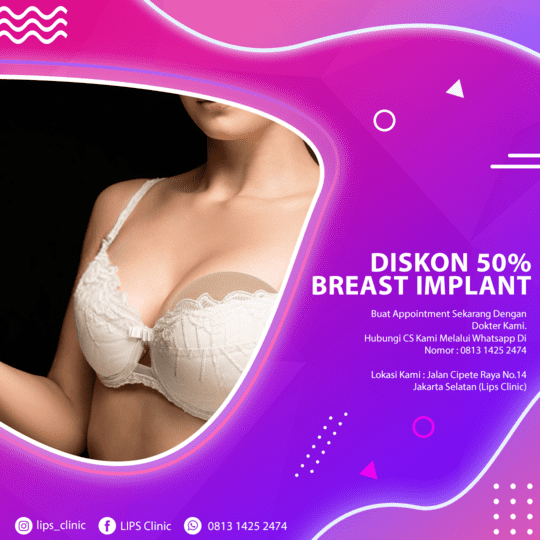 DISKON 50%
BREAST IMPLANT
Buat Appointment Sekarang Dengan
Dokter Kami.
Hubungi CS Kami Melalui Whatsapp Di
Nomor : 0813 1425 2474
Lokasi Kami : Jalan Cipete Raya No.14
Jakarta Selatan (Lips Clinic)
lips_clinic LIPS Clinic 0813 1425 2474